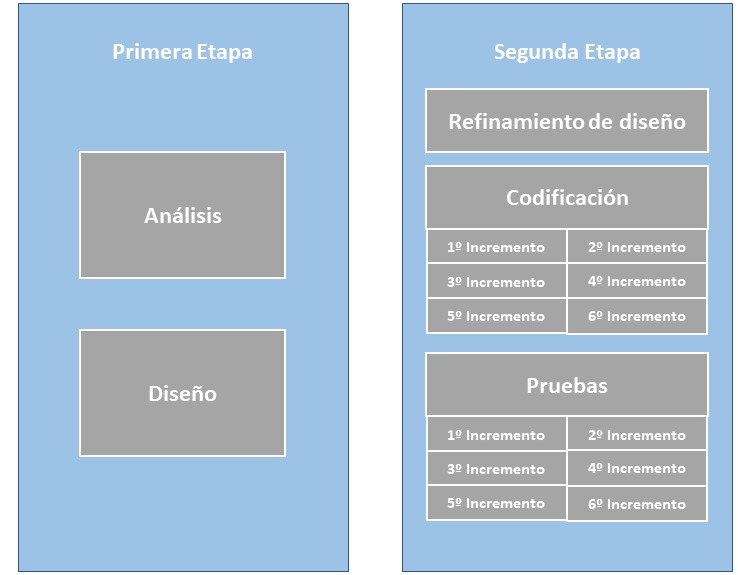 Primera Etapa
Análisis
Diseño
Segunda Etapa
Refinamiento de diseño
Codificación
1º Incremento
2º Incremento
3º Incremento
4º Incremento
5º Incremento
6º Incremento
Pruebas
1º Incremento
2º Incremento
3º Incremento
4º Incremento
5º Incremento
6º Incremento